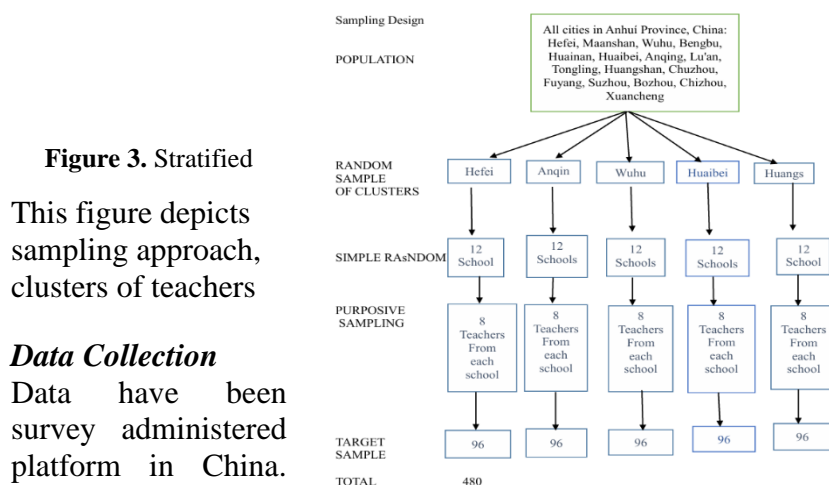 Figure 3. Stratified
This figure depicts
sampling approach,
clusters of teachers
Data Collection
Data have been
survey administered
platform in China.
Sampling Design
POPULATION
All cities in Anhui Province, China:
Hefei, Maanshan, Wuhu, Bengbu,
Huainan, Huaibei, Anqing, Lu'an,
Tongling, Huangshan, Chuzhou,
Fuyang, Suzhou, Bozhou, Chizhou,
Xuancheng
RANDOM
SAMPLE
OF CLUSTERS
Hefei
Anqin
Wuhu
Huaibei
Huangs
SIMPLE RAsNDOM
12
School
12
Schools
12
Schools
12
Schools
12
School
PURPOSIVE
SAMPLING
8
Teachers
From
each
school
8
Teachers
From
each
school
8
Teachers
From
each
school
8
Teachers
From
each
school
8
Teachers
From
each
school
TARGET
SAMPLE
96
96
96
96
96
TOTAL
480